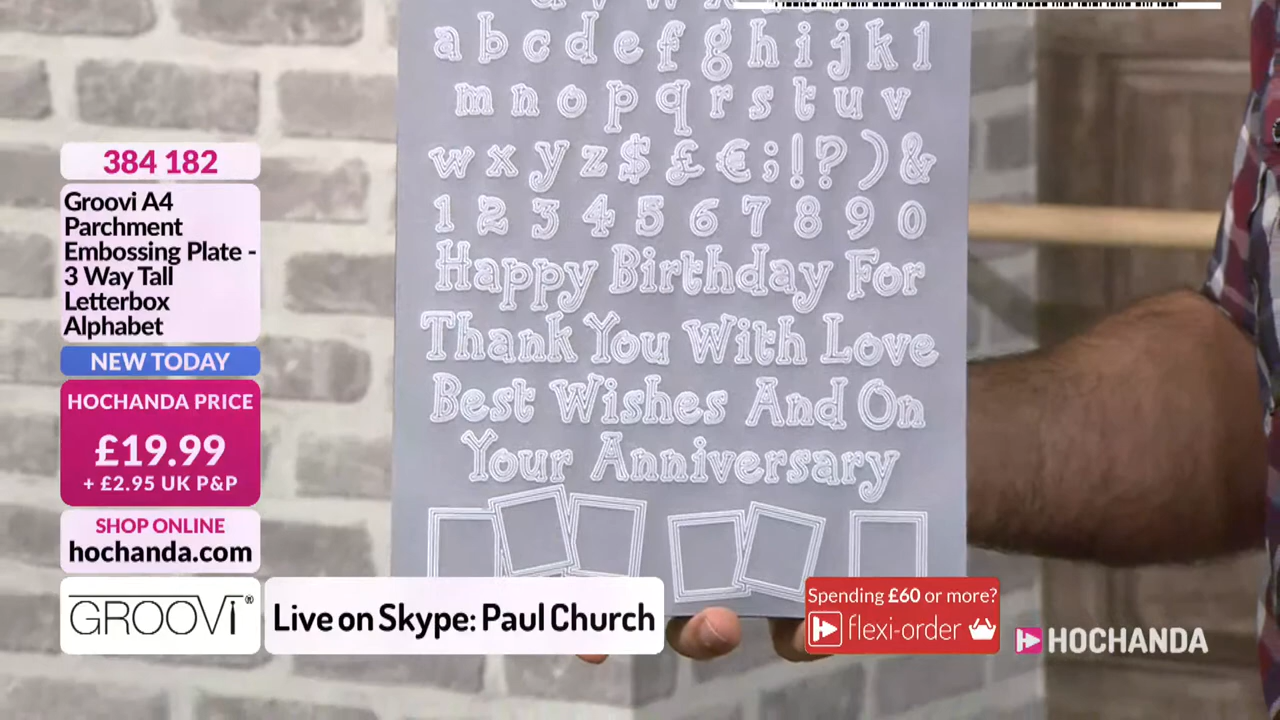 a b c d e f g h i j k l
m n o p q r s t u v
w x y z $ £ € ; ! ? ) &
1 2 3 4 5 6 7 8 9 0
Happy Birthday For
Thank You With Love
Best Wishes And On
Your Anniversary
384 182
Groovi A4
Parchment
Embossing Plate -
3 Way Tall
Letterbox
Alphabet
NEW TODAY
HOCHANDA PRICE
£19.99
+ £2.95 UK P&P
SHOP ONLINE
hochanda.com
GROOVI®
Live on Skype: Paul Church
Spending £60 or more?
flexi-order
HOCHANDA